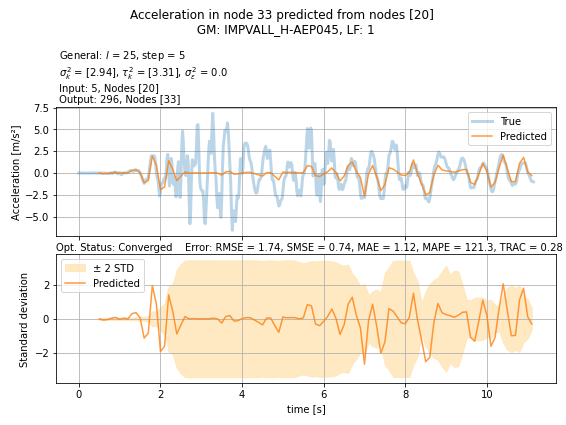 Acceleration in node 33 predicted from nodes [20]
GM: IMPVALL_H-AEP045, LF: 1
General: l = 25, step = 5
σ_k^2 = [2.94], τ_k^2 = [3.31], σ_ε^2 = 0.0
Input: 5, Nodes [20]
Output: 296, Nodes [33]
7.5
5.0
2.5
0.0
−2.5
−5.0
Acceleration [m/s²]
True
Predicted
Opt. Status: Converged Error: RMSE = 1.74, SMSE = 0.74, MAE = 1.12, MAPE = 121.3, TRAC = 0.28
± 2 STD
Predicted
2
0
−2
Standard deviation
0 2 4 6 8 10
time [s]